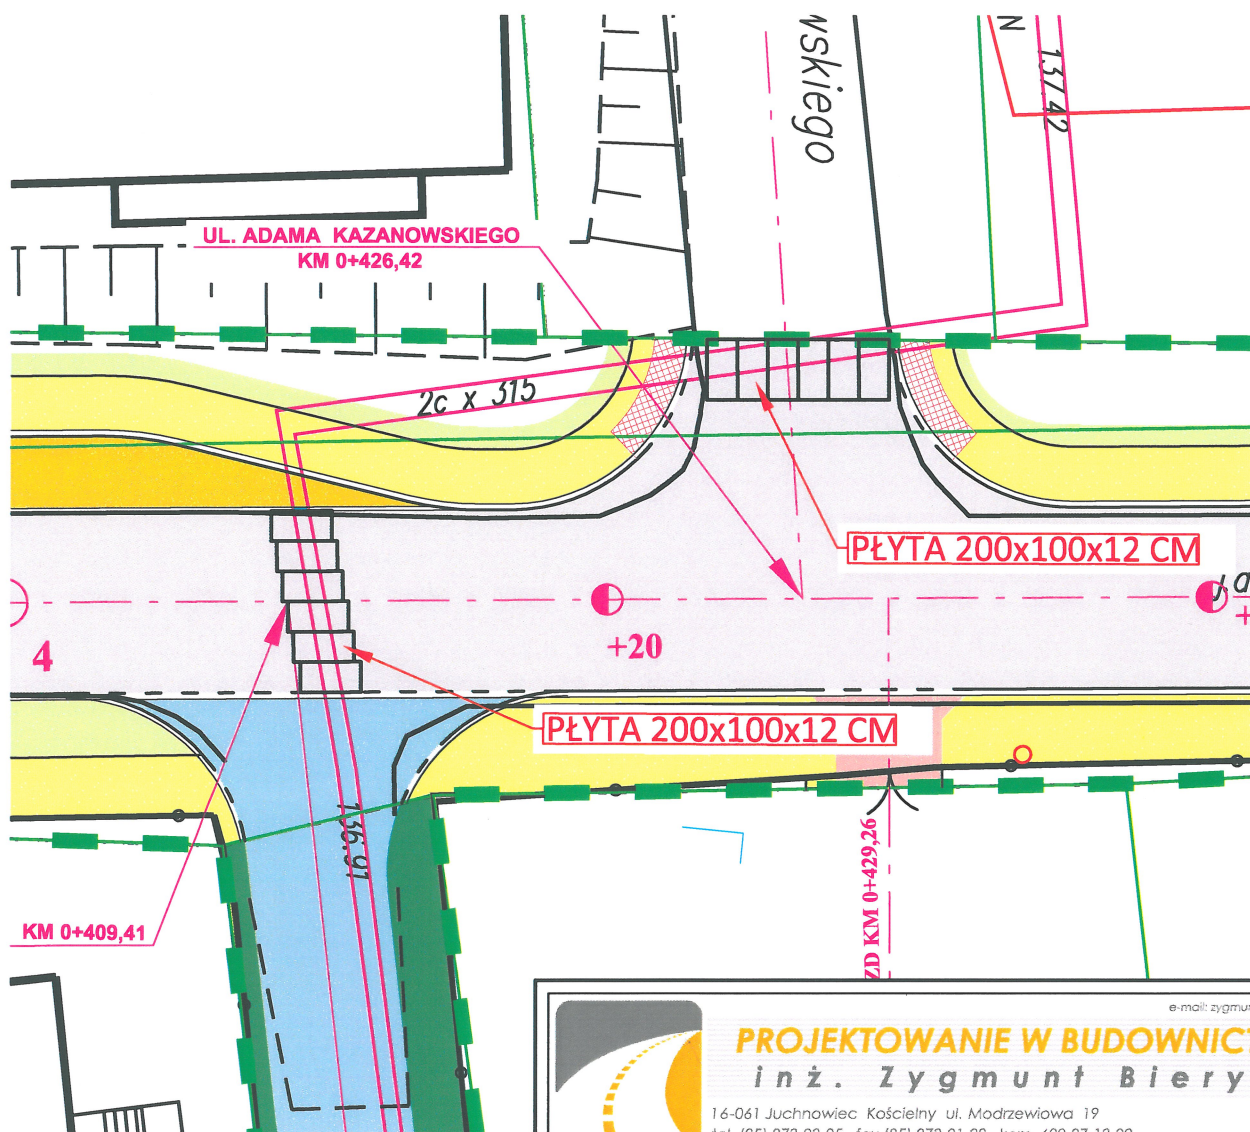 wskiego
N
137.42
UL. ADAMA KAZANOWSKIEGO
KM 0+426,42
2c x 315
PŁYTA 200x100x12 CM
4
+20
+
PŁYTA 200x100x12 CM
136.91
ZD KM 0+429,26
KM 0+409,41
e-mail: zygmu
PROJEKTOWANIE W BUDOWNIC
inż. Zygmunt Biery
16-061 Juchnowiec Kościelny ul. Modrzewiowa 19